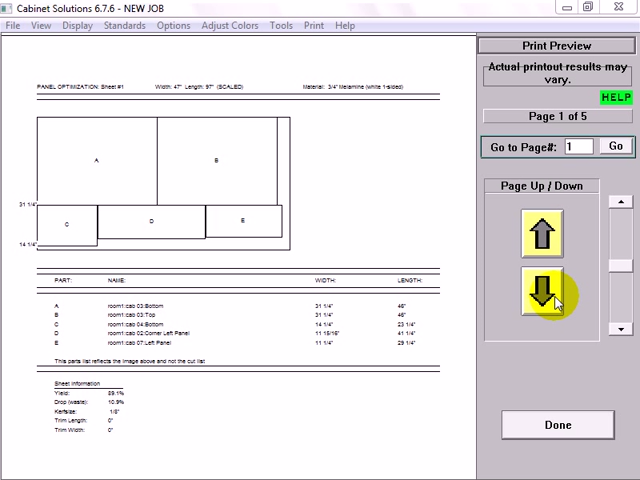 Cabinet Solutions 6.7.6 - NEW JOB
File View Display Standards Options Adjust Colors Tools Print Help
PANEL OPTIMIZATION: Sheet #1 Width: 47" Length: 97" (SCALED) Material: 3/4" Melamine (white 1-sided)
A B
31 1/4"
C D E
14 1/4"
PART: NAME: WIDTH: LENGTH:
A room1:cab 03:Bottom 31 1/4" 46"
B room1:cab 03:Top 31 1/4" 46"
C room1:cab 04:Bottom 14 1/4" 23 1/4"
D room1:cab 02:Corner Left Panel 11 15/16" 41 1/4"
E room1:cab 07:Left Panel 11 1/4" 29 1/4"
This parts list reflects the image above and not the cut list
Sheet Information
Yield: 89.1%
Drop (waste): 10.9%
Kerfsize: 1/8"
Trim Length: 0"
Trim Width: 0"
Print Preview
Actual printout results may
vary.
HELP
Page 1 of 5
Go to Page#: 1 Go
Page Up / Down
Done